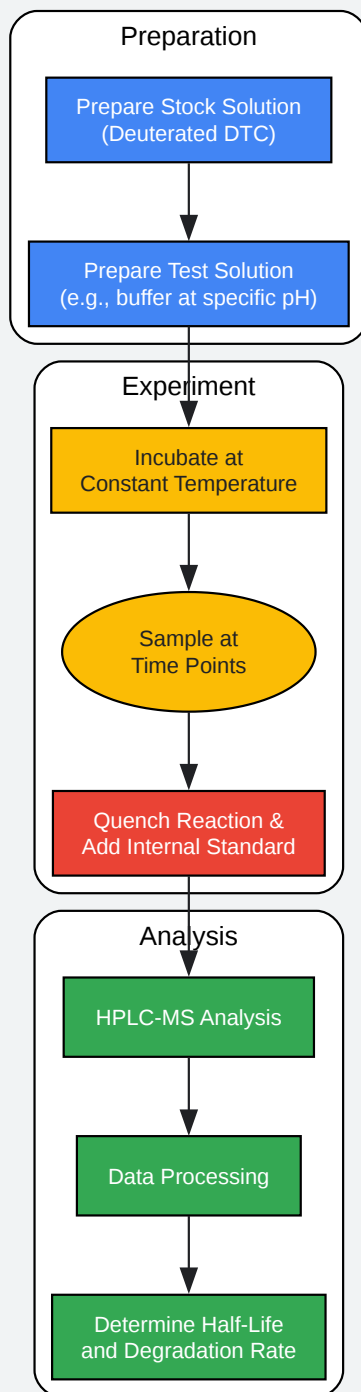 Preparation
Prepare Stock Solution
(Deuterated DTC)
Prepare Test Solution
(e.g., buffer at specific pH)
Experiment
Incubate at
Constant Temperature
Sample at
Time Points
Quench Reaction &
Add Internal Standard
Analysis
HPLC-MS Analysis
Data Processing
Determine Half-Life
and Degradation Rate